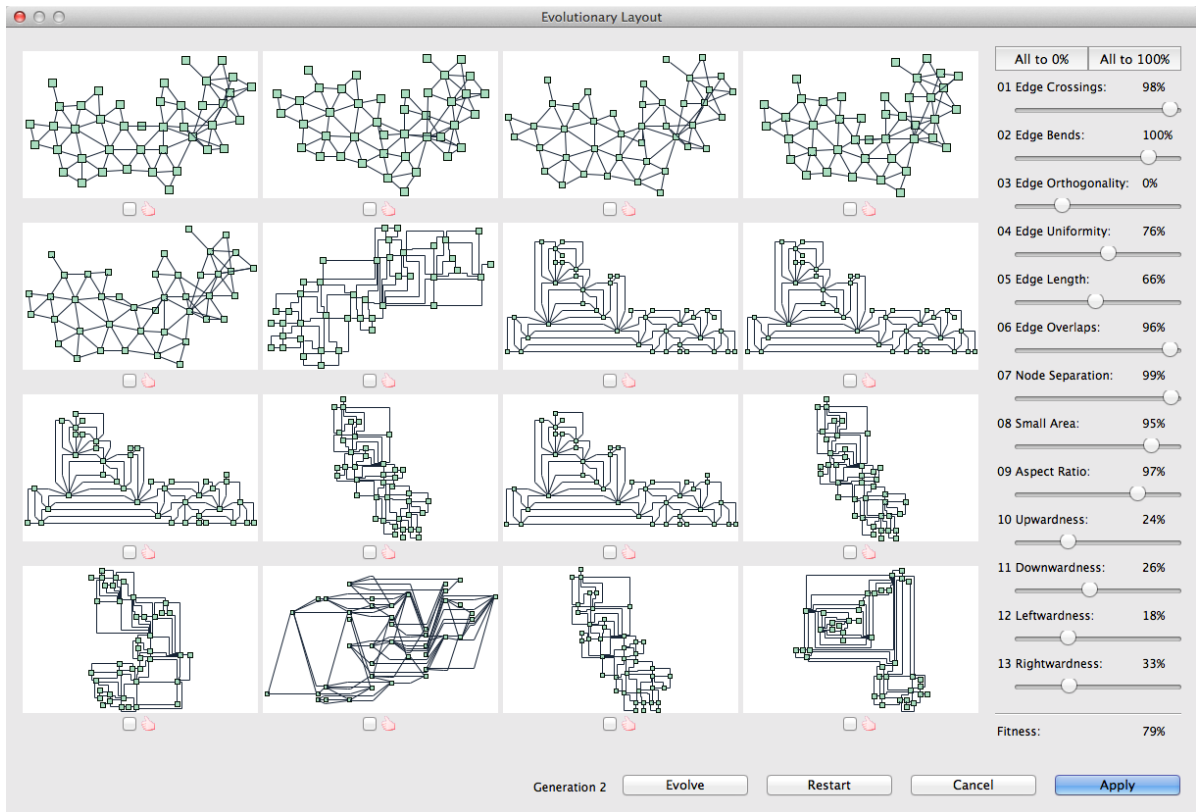 Evolutionary Layout
All to 0% All to 100%
01 Edge Crossings: 98%
02 Edge Bends: 100%
03 Edge Orthogonality: 0%
04 Edge Uniformity: 76%
05 Edge Length: 66%
06 Edge Overlaps: 96%
07 Node Separation: 99%
08 Small Area: 95%
09 Aspect Ratio: 97%
10 Upwardness: 24%
11 Downwardness: 26%
12 Leftwardness: 18%
13 Rightwardness: 33%
Fitness: 79%
Generation 2 Evolve Restart Cancel Apply